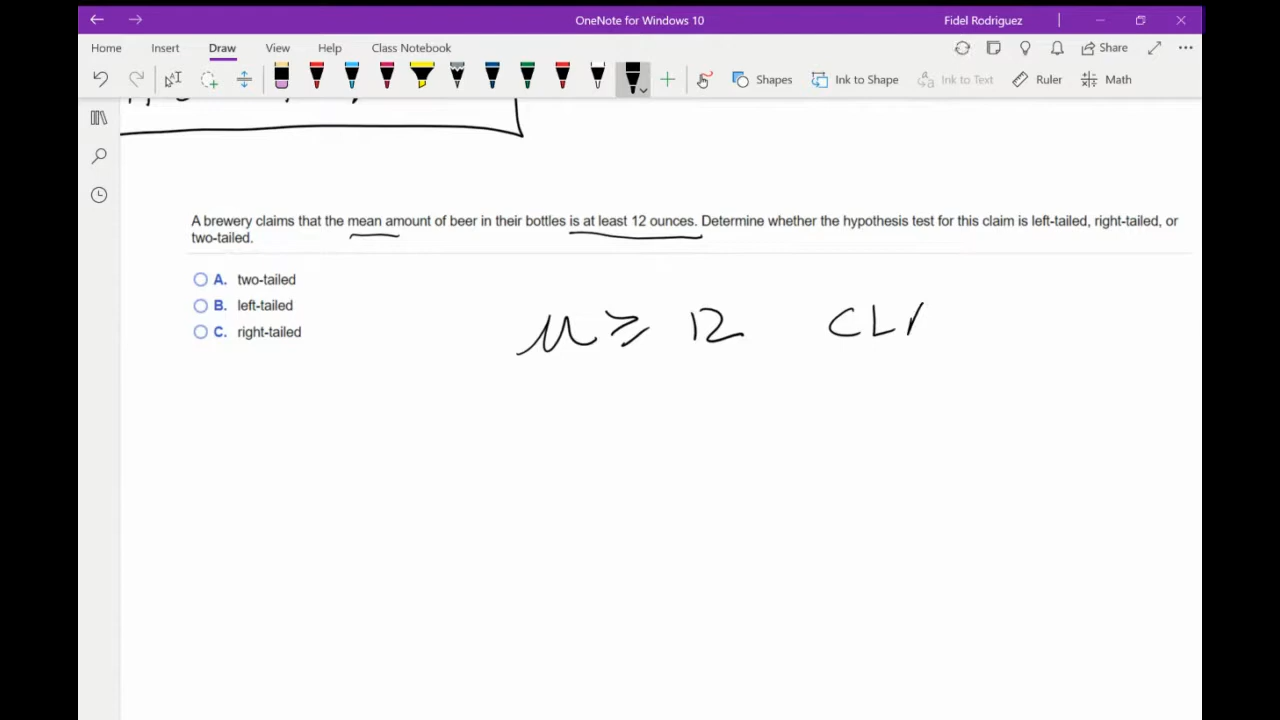 OneNote for Windows 10
Fidel Rodriguez
Home Insert Draw View Help Class Notebook
Share
Shapes Ink to Shape Ink to Text Ruler Math
A brewery claims that the mean amount of beer in their bottles is at least 12 ounces. Determine whether the hypothesis test for this claim is left-tailed, right-tailed, or
two-tailed.
A. two-tailed
B. left-tailed
C. right-tailed
μ ≥ 12 CL